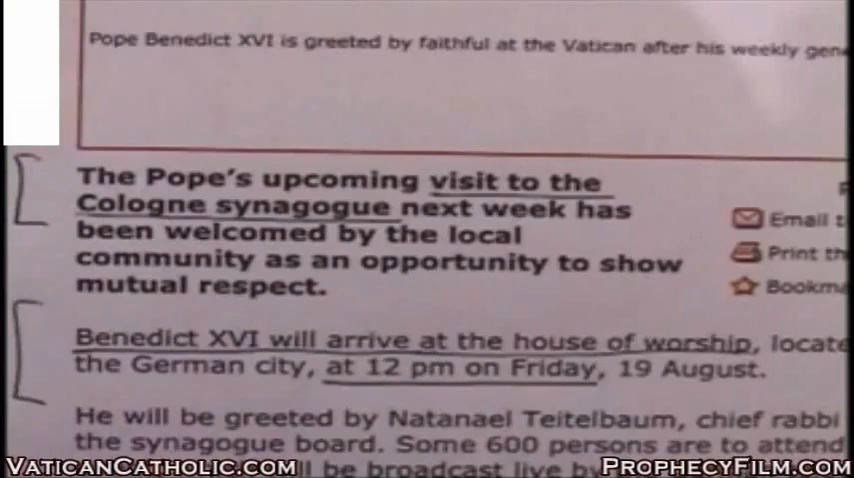 Pope Benedict XVI is greeted by faithful at the Vatican after his weekly
The Pope's upcoming visit to the
Cologne synagogue next week has
been welcomed by the local
community as an opportunity to show
mutual respect.
Email
Print
Benedict XVI will arrive at the house of worship,
the German city, at 12 pm on Friday, 19 August.
He will be greeted by Natanael Teitelbaum, chief rabbi
the synagogue board. Some 600 persons are to attend
be broadcast live by
VATICANCATHOLIC.COM
PROPHECYFILM.COM